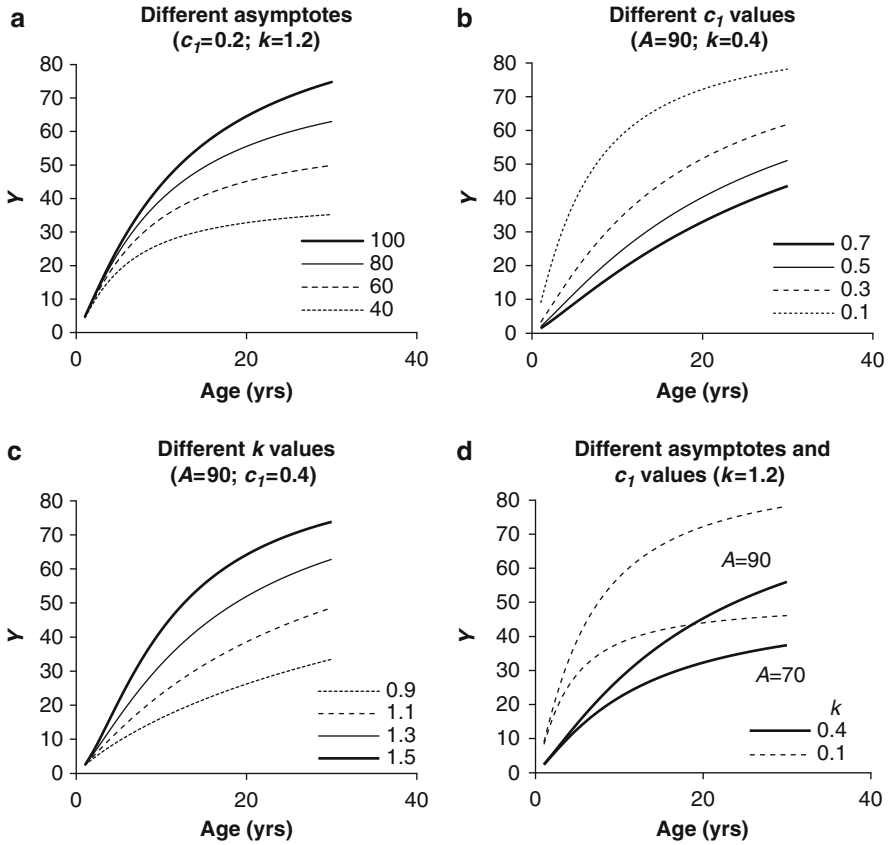 a
Different asymptotes
(c1=0.2; k=1.2)
80
70
60
50
40
30
20
10
0
Y
100
80
60
40
0
20
40
Age (yrs)
b
Different c1 values
(A=90; k=0.4)
80
70
60
50
40
30
20
10
0
Y
0.7
0.5
0.3
0.1
0
20
40
Age (yrs)
c
Different k values
(A=90; c1=0.4)
80
70
60
50
40
30
20
10
0
Y
0.9
1.1
1.3
1.5
0
20
40
Age (yrs)
d
Different asymptotes and
c1 values (k=1.2)
80
70
60
50
40
30
20
10
0
Y
A=90
A=70
k
0.4
0.1
0
20
40
Age (yrs)